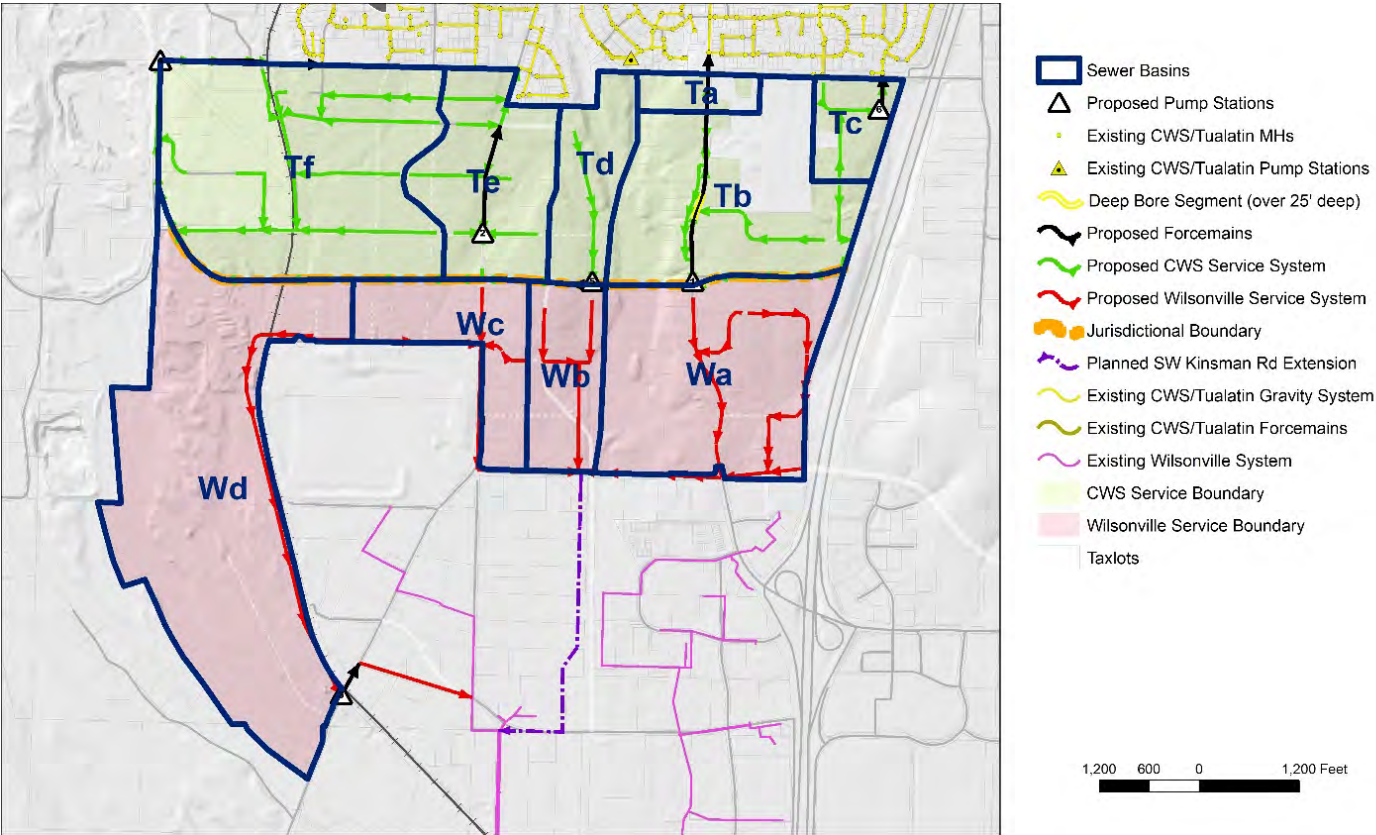 Ta
Tc
6
Tf
Te
Td
Tb
2
Wc
Wb
Wa
Wd
Sewer Basins
Proposed Pump Stations
Existing CWS/Tualatin MHs
Existing CWS/Tualatin Pump Stations
Deep Bore Segment (over 25' deep)
Proposed Forcemains
Proposed CWS Service System
Proposed Wilsonville Service System
Jurisdictional Boundary
Planned SW Kinsman Rd Extension
Existing CWS/Tualatin Gravity System
Existing CWS/Tualatin Forcemains
Existing Wilsonville System
CWS Service Boundary
Wilsonville Service Boundary
Taxlots
1,200 600 0 1,200 Feet